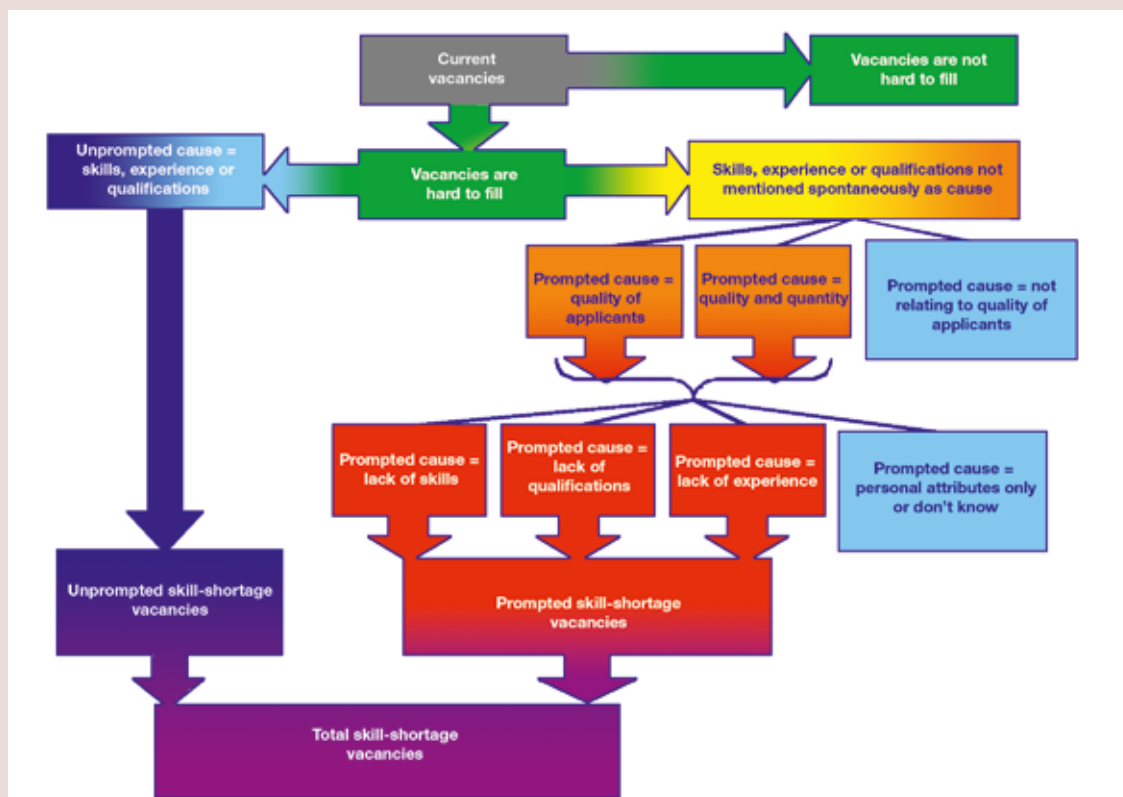 Current
vacancies
Vacancies are not
hard to fill
Unprompted cause =
skills, experience or
qualifications
Vacancies are
hard to fill
Skills, experience or qualifications not
mentioned spontaneously as cause
Prompted cause =
quality of
applicants
Prompted cause =
quality and quantity
Prompted cause = not
relating to quality of
applicants
Prompted cause =
lack of skills
Prompted cause =
lack of
qualifications
Prompted cause =
lack of experience
Prompted cause =
personal attributes only
or don't know
Unprompted skill-shortage
vacancies
Prompted skill-shortage
vacancies
Total skill-shortage
vacancies